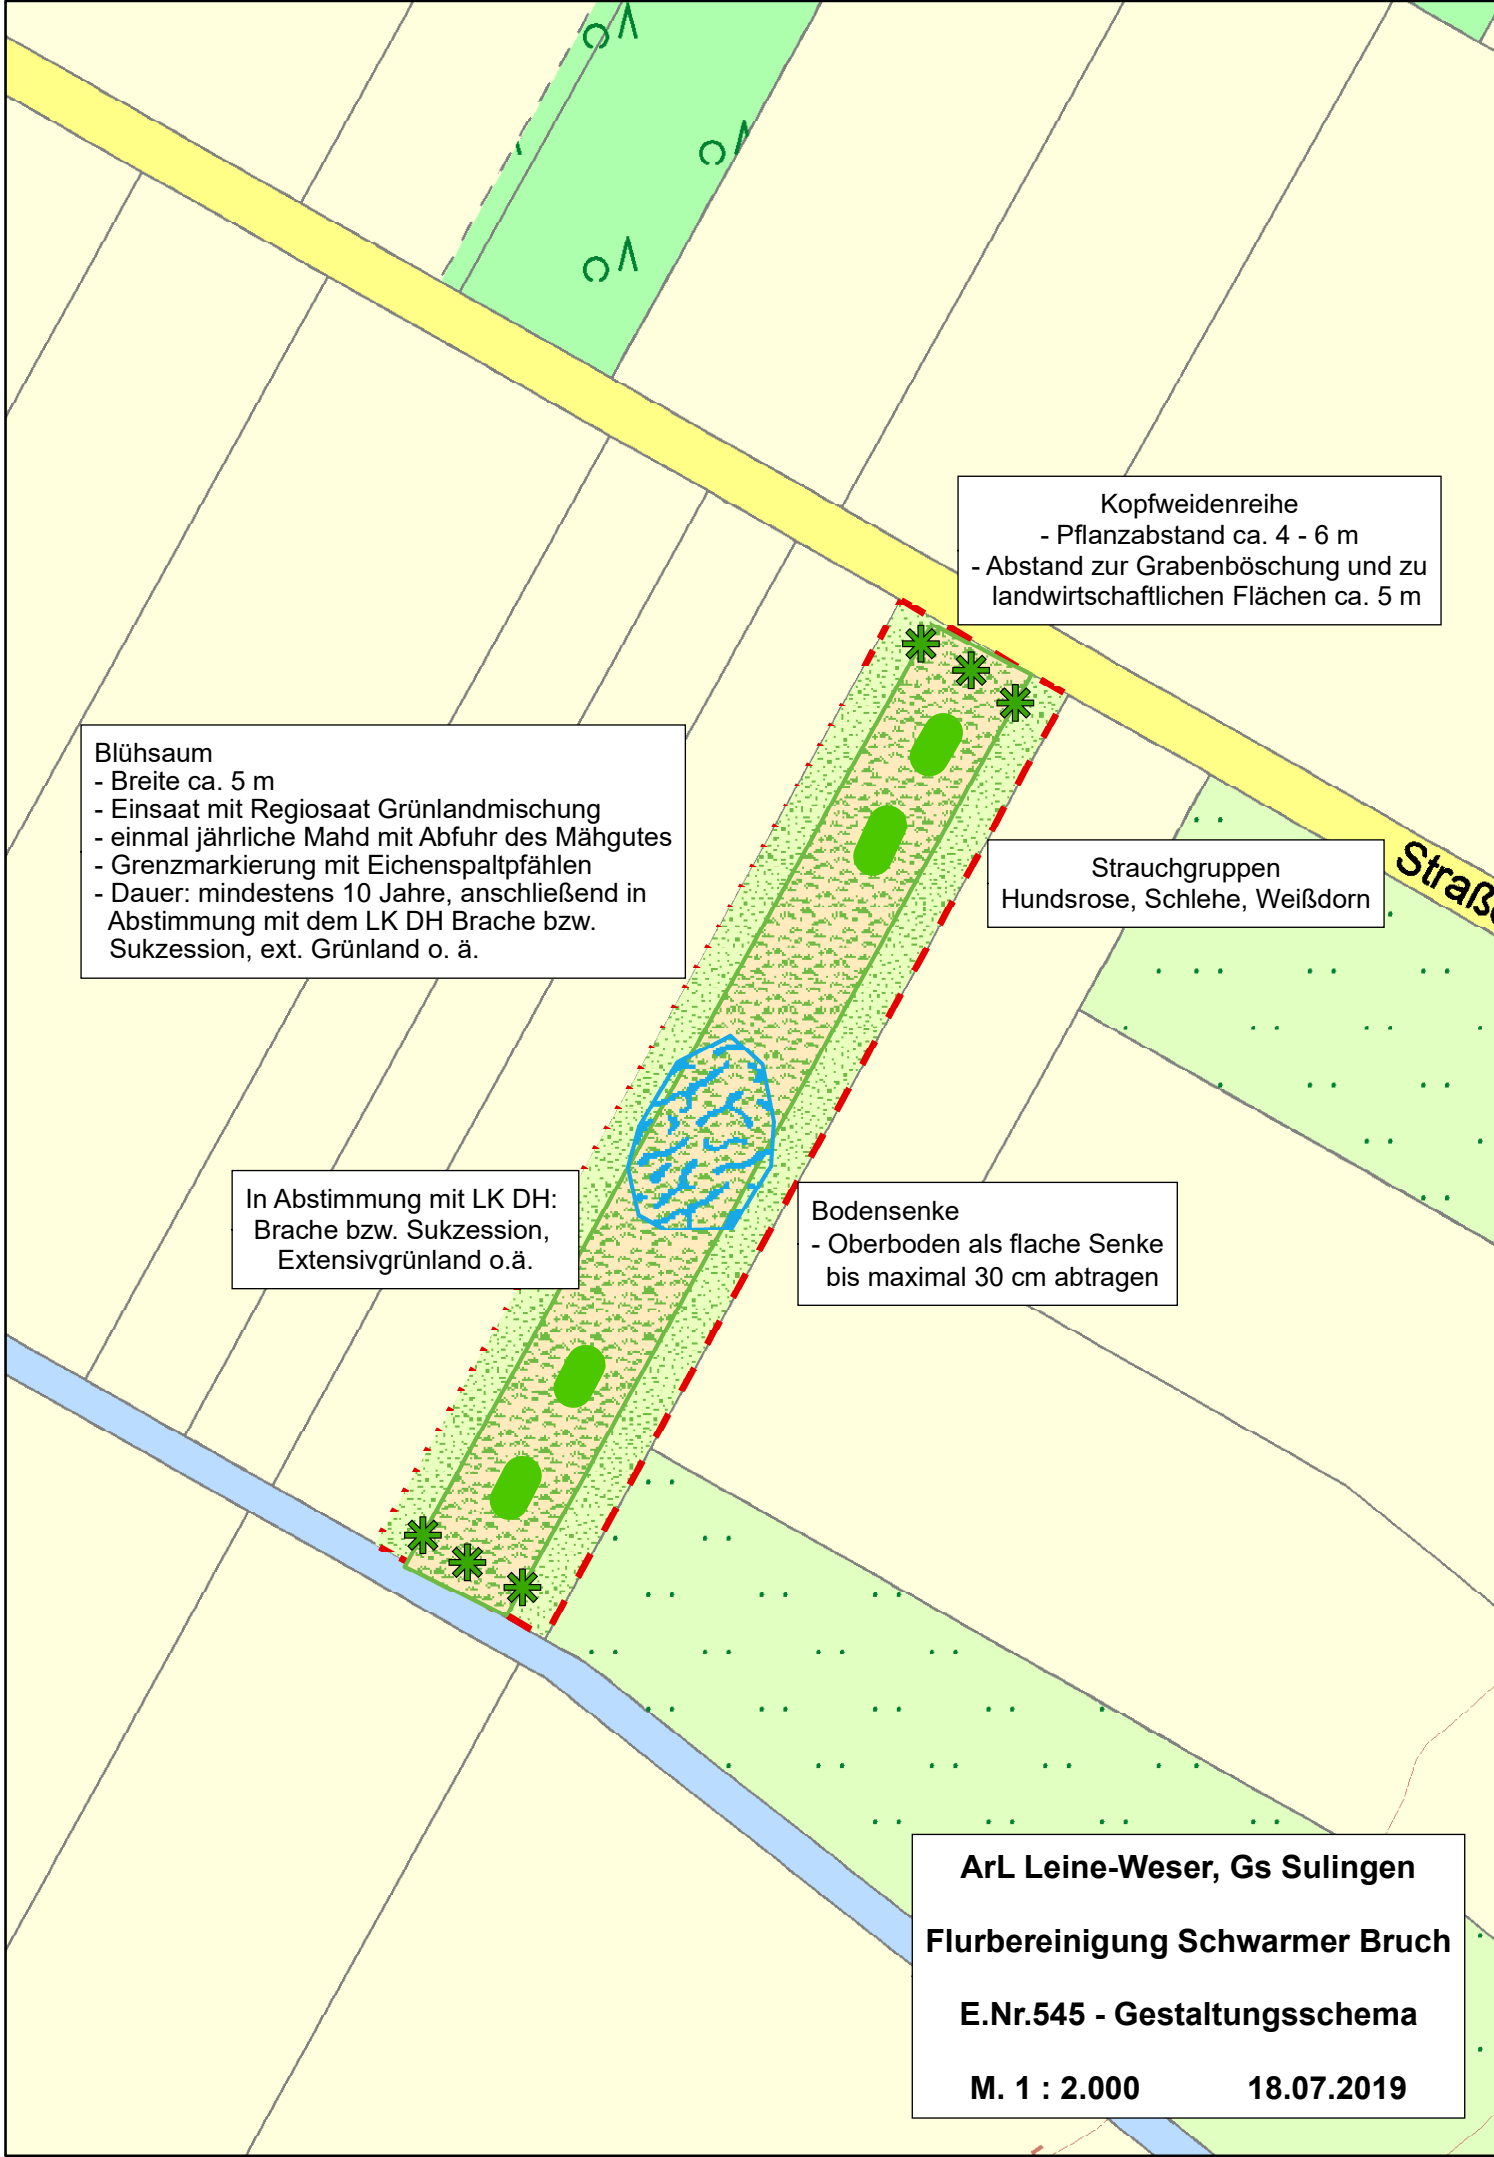 Kopfweidenreihe
- Pflanzabstand ca. 4 - 6 m
- Abstand zur Grabenböschung und zu
landwirtschaftlichen Flächen ca. 5 m
Blühsaum
- Breite ca. 5 m
- Einsaat mit Regiosaat Grünlandmischung
- einmal jährliche Mahd mit Abfuhr des Mähgutes
- Grenzmarkierung mit Eichenspaltpfählen
- Dauer: mindestens 10 Jahre, anschließend in
Abstimmung mit dem LK DH Brache bzw.
Sukzession, ext. Grünland o. ä.
Straße
Strauchgruppen
Hundsrose, Schlehe, Weißdorn
In Abstimmung mit LK DH:
Brache bzw. Sukzession,
Extensivgrünland o.ä.
Bodensenke
- Oberboden als flache Senke
bis maximal 30 cm abtragen
ArL Leine-Weser, Gs Sulingen
Flurbereinigung Schwarmer Bruch
E.Nr.545 - Gestaltungsschema
M. 1 : 2.000 18.07.2019